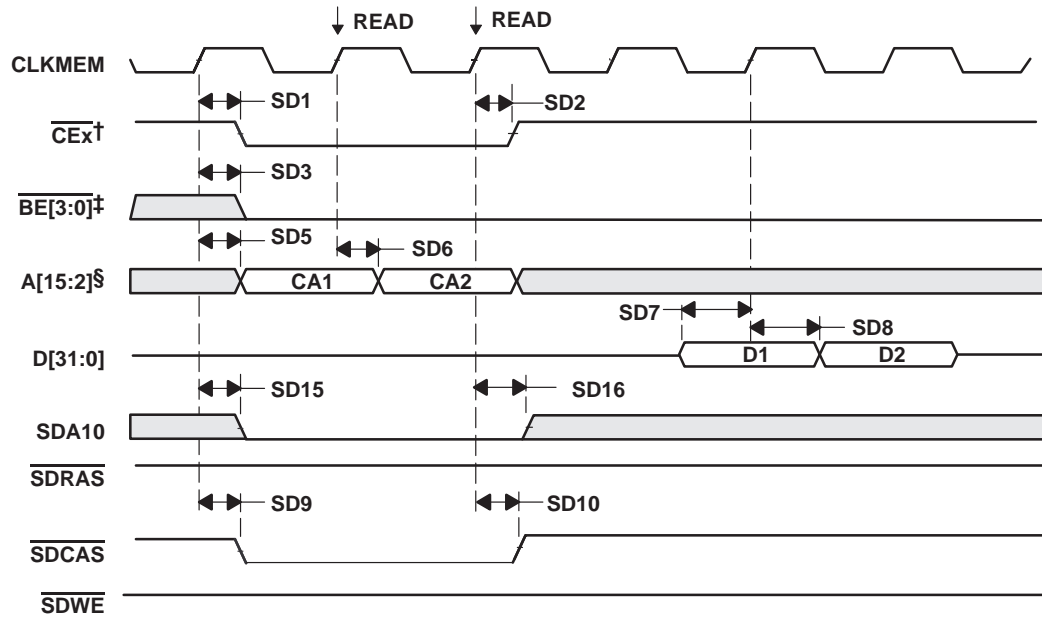 READ READ
CLKMEM
SD1 SD2
CEx†
SD3
BE[3:0]‡
SD5 SD6
A[15:2]§ CA1 CA2
SD7 SD8
D[31:0] D1 D2
SD15 SD16
SDA10
SDRAS
SD9 SD10
SDCAS
SDWE